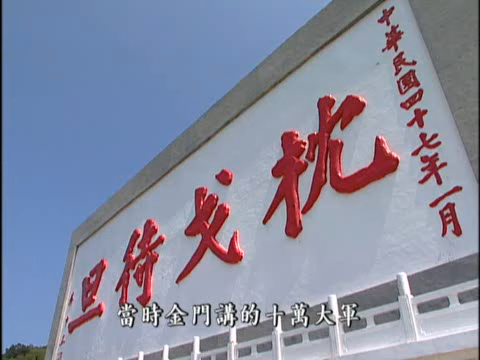 中華民國四十七年一月
枕戈待旦
當時金門講的十萬大軍